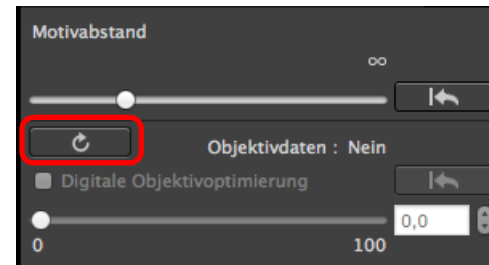 Motivabstand
∞
Objektivdaten : Nein
Digitale Objektivoptimierung
0,0
0 100